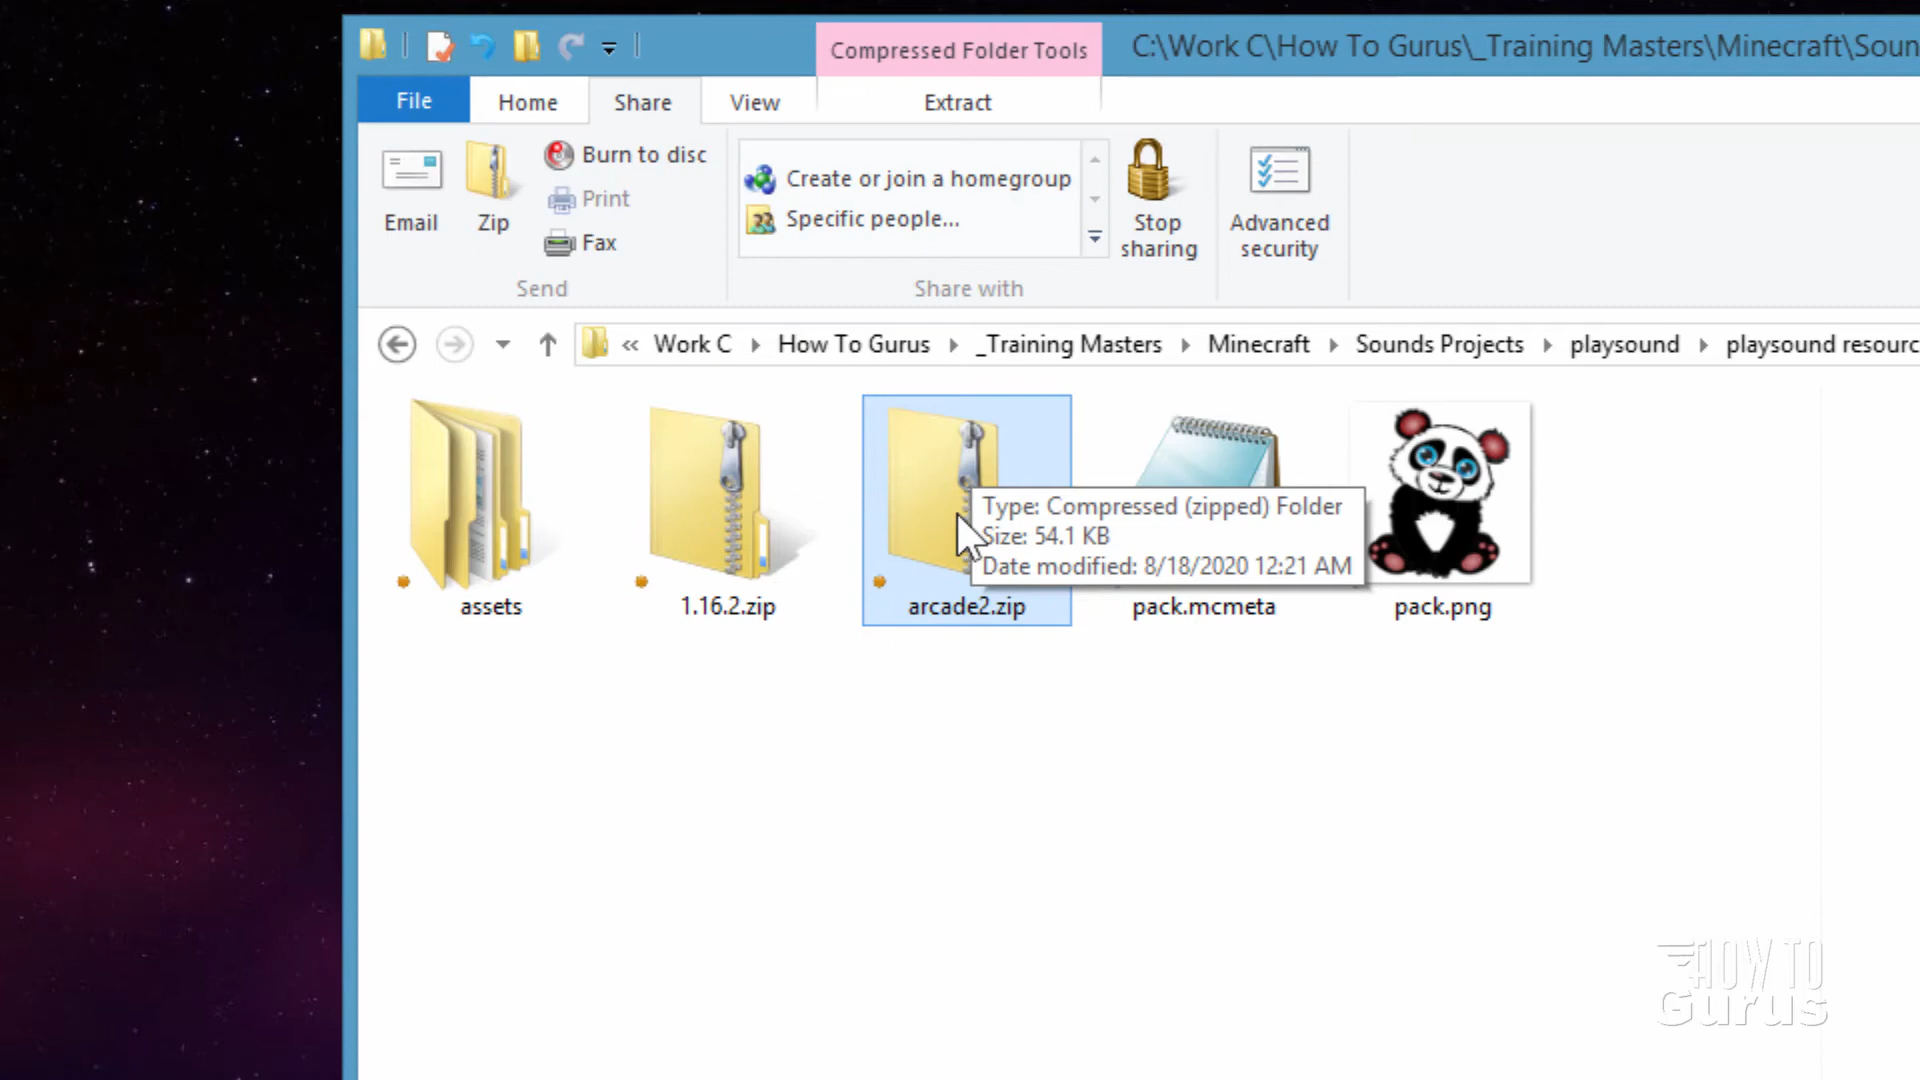 Compressed Folder Tools
C:\Work C\How To Gurus\_Training Masters\Minecraft\Soun
File
Home
Share
View
Extract
Email
Zip
Burn to disc
Print
Fax
Send
Create or join a homegroup
Specific people...
Share with
Stop
sharing
Advanced
security
« Work C How To Gurus _Training Masters Minecraft Sounds Projects playsound playsound resourc
Type: Compressed (zipped) Folder
Size: 54.1 KB
Date modified: 8/18/2020 12:21 AM
assets
1.16.2.zip
arcade2.zip
pack.mcmeta
pack.png
HOW TO
Gurus